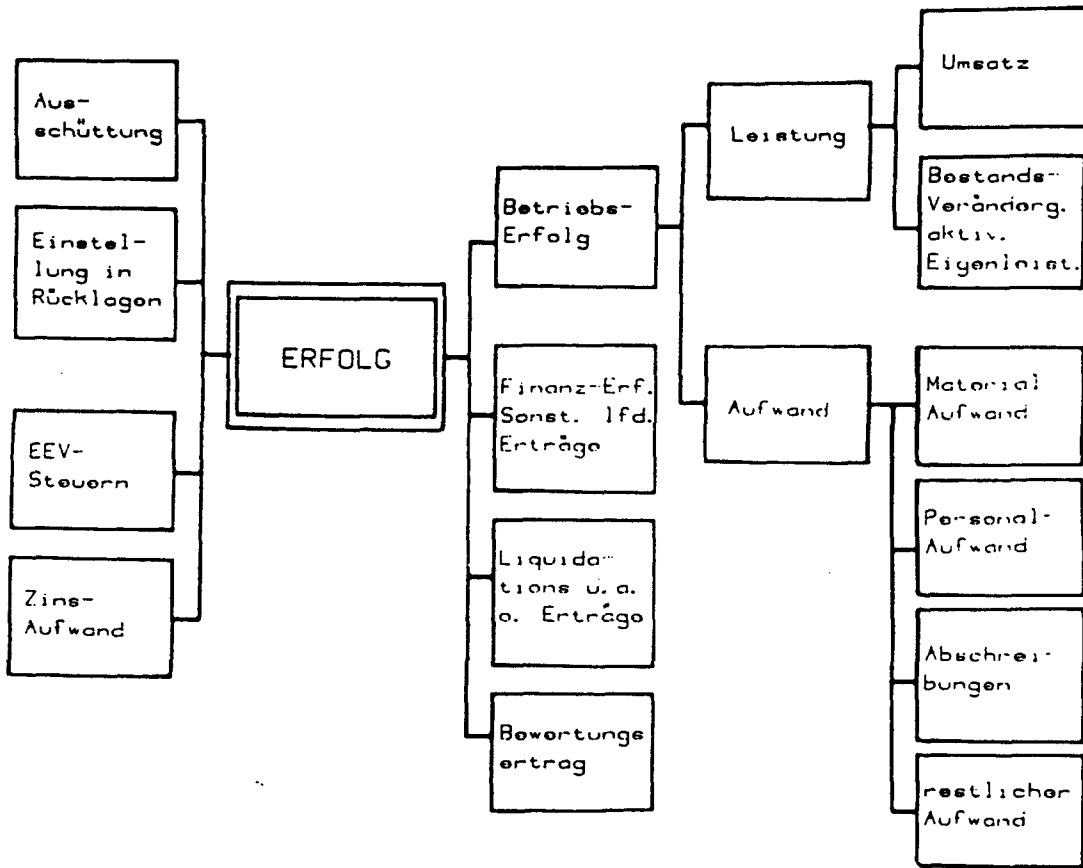 Aus-
schüttung
Einstel-
lung in
Rücklagen
EEV-
Steuern
Zins-
Aufwand
ERFOLG
Betriebs-
Erfolg
Finanz-Erf.
Sonst. lfd.
Erträge
Liquida-
tions u. a.
o. Erträge
Bewertungs
ertrag
Leistung
Aufwand
Umsatz
Bestands-
Veränderg.
aktiv.
Eigenleist.
Material
Aufwand
Personal-
Aufwand
Abschrei-
bungen
restlicher
Aufwand